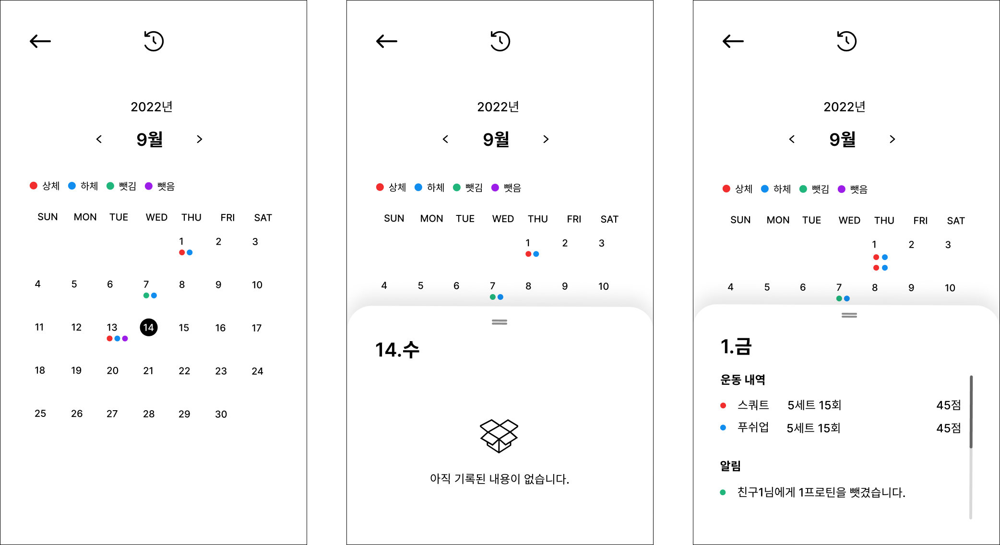 2022년
< 9월 >
상체 하체 뺏김 뺏음
SUN MON TUE WED THU FRI SAT
1 2 3
4 5 6 7 8 9 10
11 12 13 14 15 16 17
18 19 20 21 22 23 24
25 26 27 28 29 30
2022년
< 9월 >
상체 하체 뺏김 뺏음
SUN MON TUE WED THU FRI SAT
1 2 3
4 5 6 7 8 9 10
14.수
아직 기록된 내용이 없습니다.
2022년
< 9월 >
상체 하체 뺏김 뺏음
SUN MON TUE WED THU FRI SAT
1 2 3
4 5 6 7 8 9 10
1.금
운동 내역
스쿼트 5세트 15회 45점
푸쉬업 5세트 15회 45점
알림
친구1님에게 1프로틴을 뺏겼습니다.